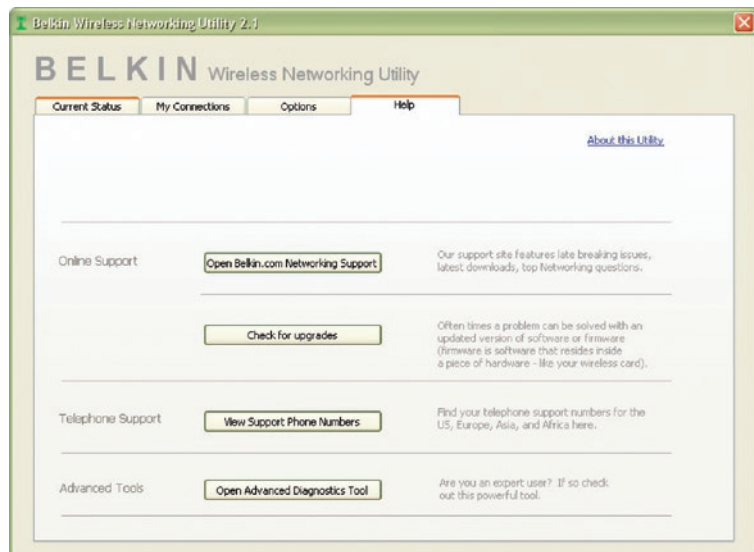 Belkin Wireless Networking Utility 2.1
BELKIN Wireless Networking Utility
Current Status
My Connections
Options
Help
About this Utility
Online Support
Open Belkin.com Networking Support
Our support site features late breaking issues,
latest downloads, top Networking questions.
Check for upgrades
Often times a problem can be solved with an
updated version of software or firmware
(firmware is software that resides inside
a piece of hardware - like your wireless card).
Telephone Support
View Support Phone Numbers
Find your telephone support numbers for the
US, Europe, Asia, and Africa here.
Advanced Tools
Open Advanced Diagnostics Tool
Are you an expert user? If so check
out this powerful tool.